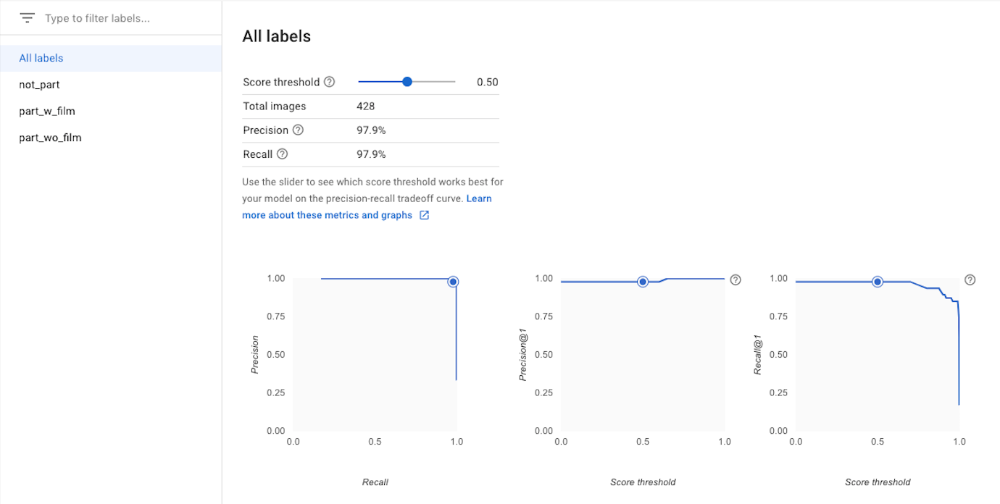 Type to filter labels...
All labels
not_part
part_w_film
part_wo_film
All labels
Score threshold ? 0.50
Total images 428
Precision ? 97.9%
Recall ? 97.9%
Use the slider to see which score threshold works best for
your model on the precision-recall tradeoff curve. Learn
more about these metrics and graphs
1.00
0.75
0.50
0.25
0.00
Precision
0.0 0.5 1.0
Recall
1.00 ?
0.75
0.50
0.25
0.00
Precision@1
0.0 0.5 1.0
Score threshold
1.00 ?
0.75
0.50
0.25
0.00
Recall@1
0.0 0.5 1.0
Score threshold